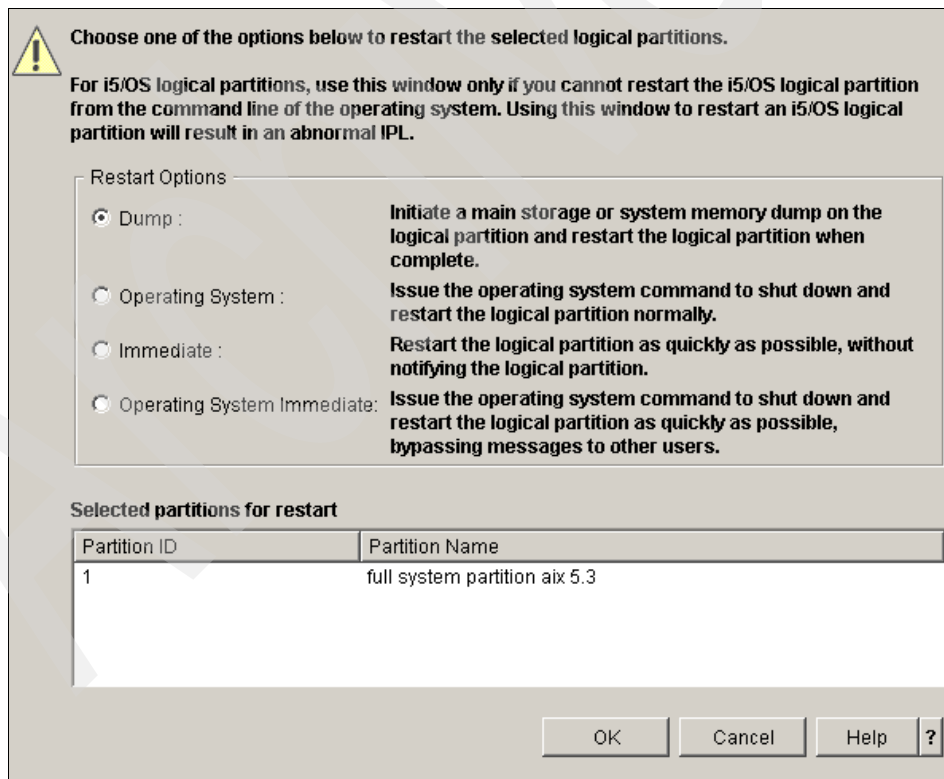 Choose one of the options below to restart the selected logical partitions.
For i5/OS logical partitions, use this window only if you cannot restart the i5/OS logical partition
from the command line of the operating system. Using this window to restart an i5/OS logical
partition will result in an abnormal IPL.
Restart Options
Dump :
Initiate a main storage or system memory dump on the
logical partition and restart the logical partition when
complete.
Operating System :
Issue the operating system command to shut down and
restart the logical partition normally.
Immediate :
Restart the logical partition as quickly as possible, without
notifying the logical partition.
Operating System Immediate:
Issue the operating system command to shut down and
restart the logical partition as quickly as possible,
bypassing messages to other users.
Selected partitions for restart
Partition ID Partition Name
1 full system partition aix 5.3
OK Cancel Help ?